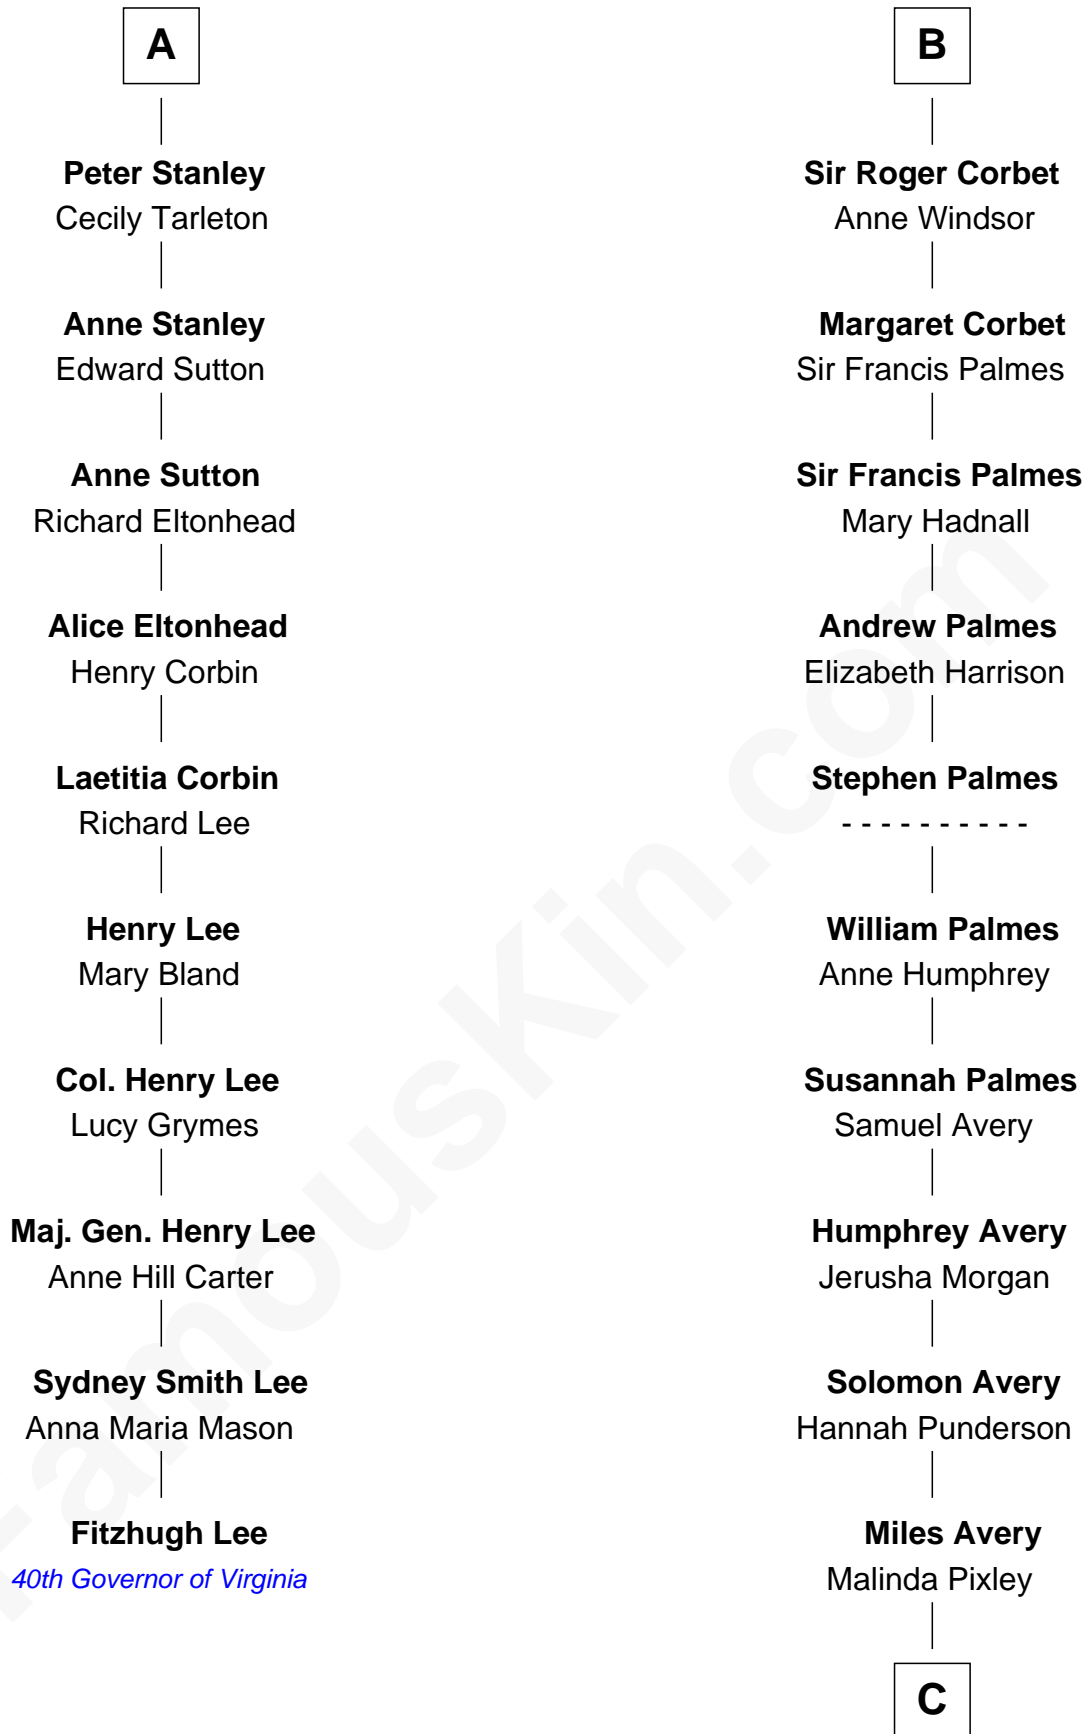 A
Peter Stanley
Cecily Tarleton
Anne Stanley
Edward Sutton
Anne Sutton
Richard Eltonhead
Alice Eltonhead
Henry Corbin
Laetitia Corbin
Richard Lee
Henry Lee
Mary Bland
Col. Henry Lee
Lucy Grymes
Maj. Gen. Henry Lee
Anne Hill Carter
Sydney Smith Lee
Anna Maria Mason
Fitzhugh Lee
40th Governor of Virginia
B
Sir Roger Corbet
Anne Windsor
Margaret Corbet
Sir Francis Palmes
Sir Francis Palmes
Mary Hadnall
Andrew Palmes
Elizabeth Harrison
Stephen Palmes
- - - - - - - - - -
William Palmes
Anne Humphrey
Susannah Palmes
Samuel Avery
Humphrey Avery
Jerusha Morgan
Solomon Avery
Hannah Punderson
Miles Avery
Malinda Pixley
C
FamousKin.com